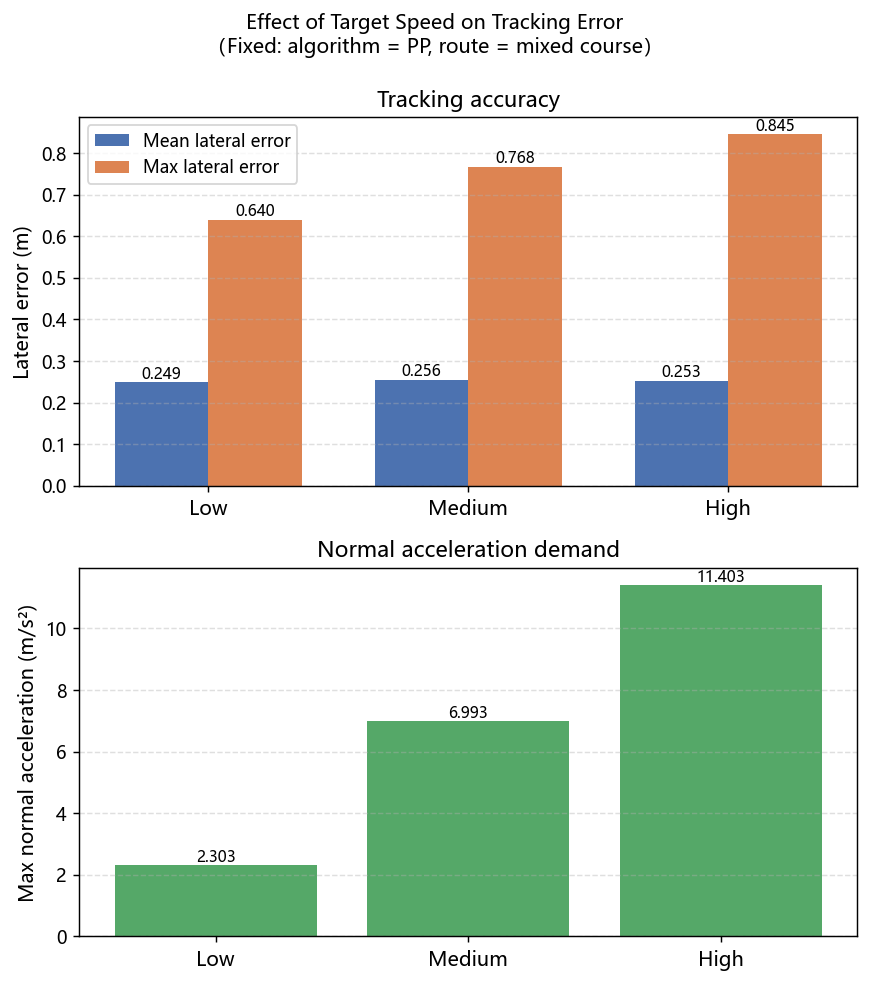 Effect of Target Speed on Tracking Error
(Fixed: algorithm = PP, route = mixed course)
Tracking accuracy
Mean lateral error
Max lateral error
Lateral error (m)
0.8
0.7
0.6
0.5
0.4
0.3
0.2
0.1
0.0
0.249
0.640
0.256
0.768
0.253
0.845
Low
Medium
High
Normal acceleration demand
Max normal acceleration (m/s²)
10
8
6
4
2
0
2.303
6.993
11.403
Low
Medium
High